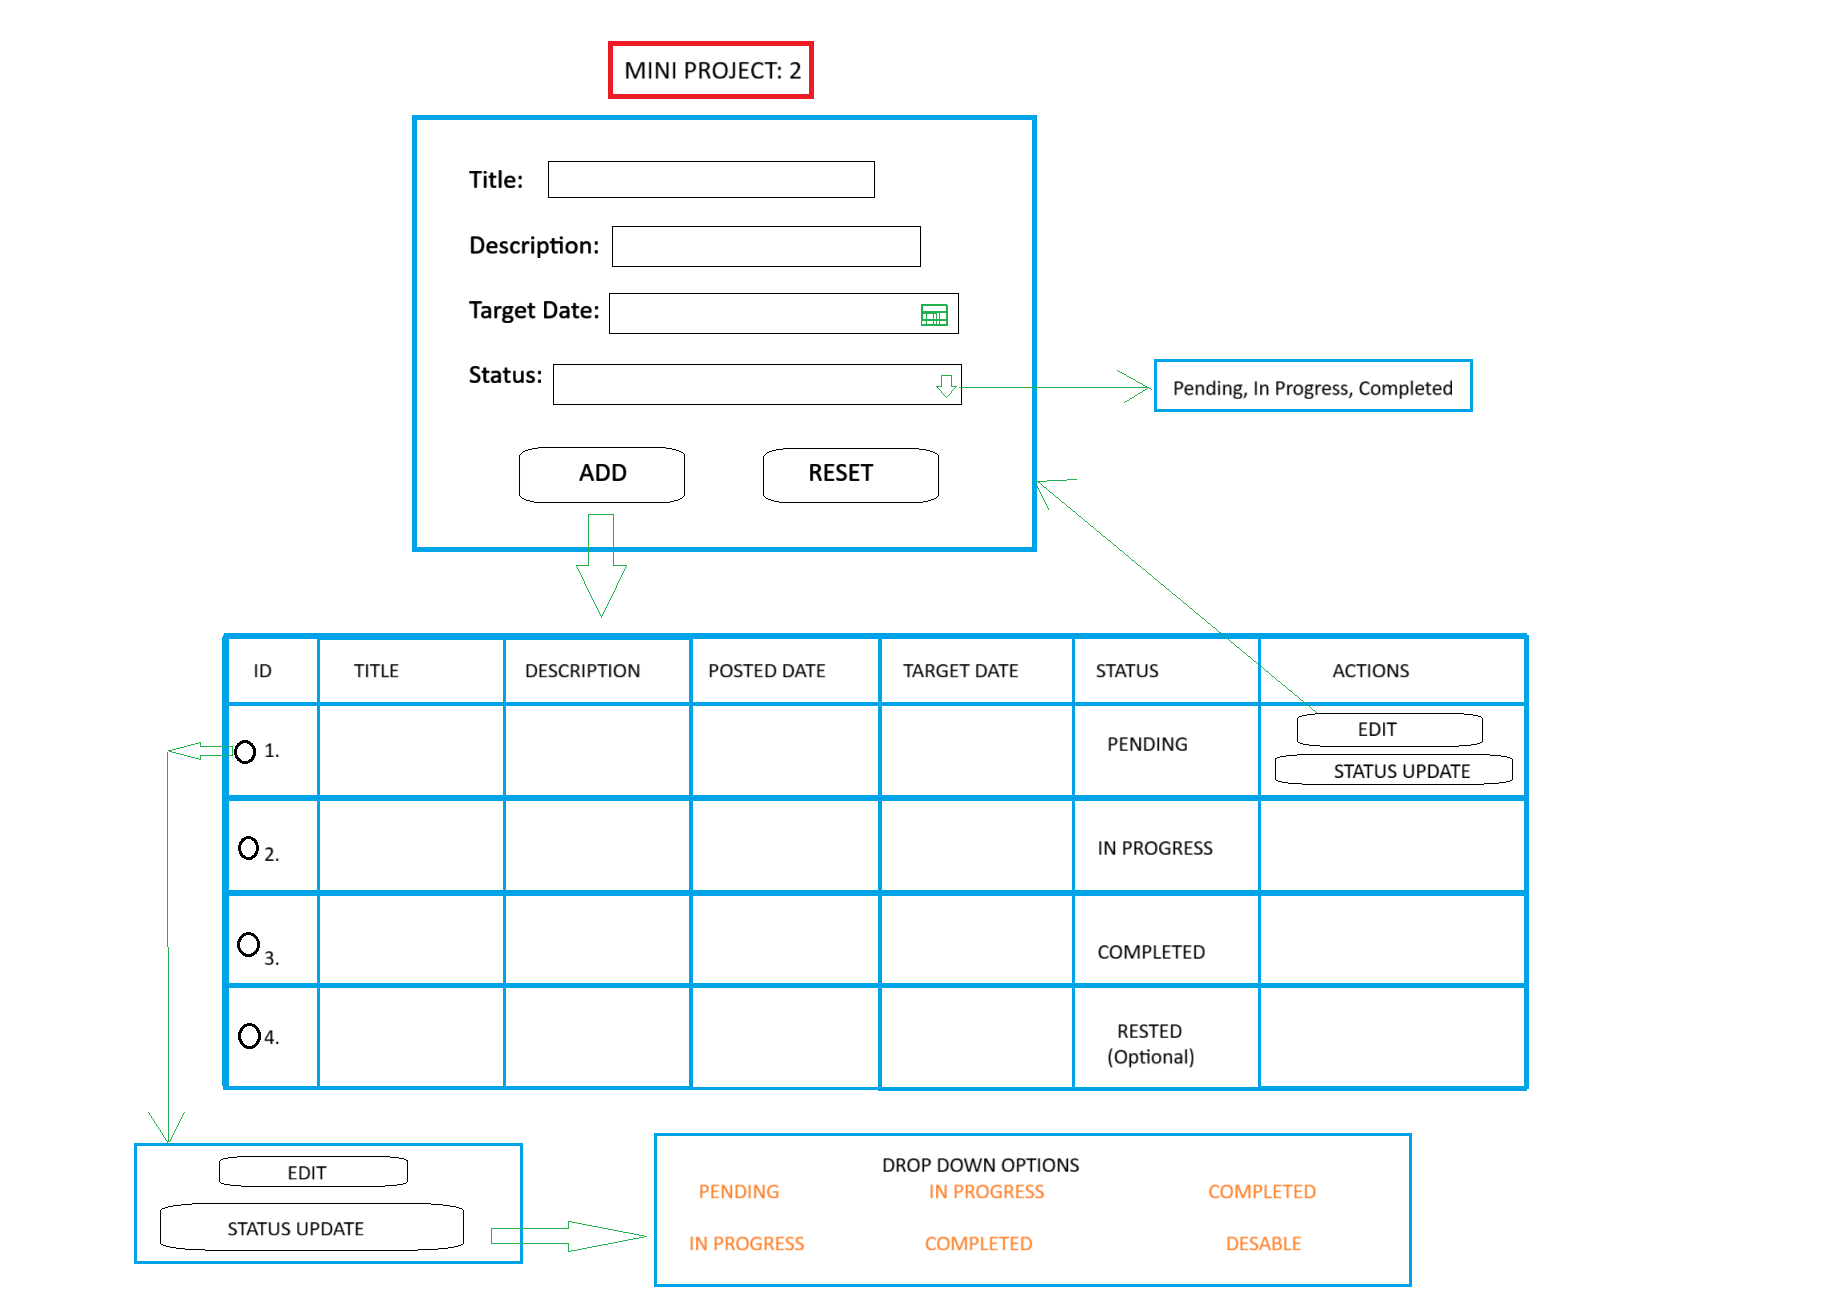 MINI PROJECT: 2
Title:
Description:
Target Date:
Status:
Pending, In Progress, Completed
ADD RESET
ID TITLE DESCRIPTION POSTED DATE TARGET DATE STATUS ACTIONS
1. PENDING EDIT
STATUS UPDATE
2. IN PROGRESS
3. COMPLETED
4. RESTED
(Optional)
EDIT
STATUS UPDATE
DROP DOWN OPTIONS
PENDING IN PROGRESS COMPLETED
IN PROGRESS COMPLETED DESABLE